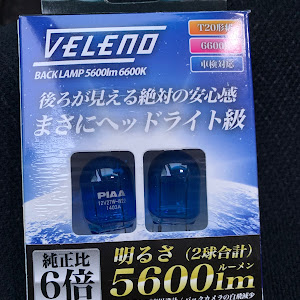 VELENO
T20形状
BACK LAMP 5600lm 6600K
6600
車検対応
後ろが見える絶対の安心感
まさにヘッドライト級
PIAA
純正比
6倍
明るさ(2球合計)
5600lm
ルーメン